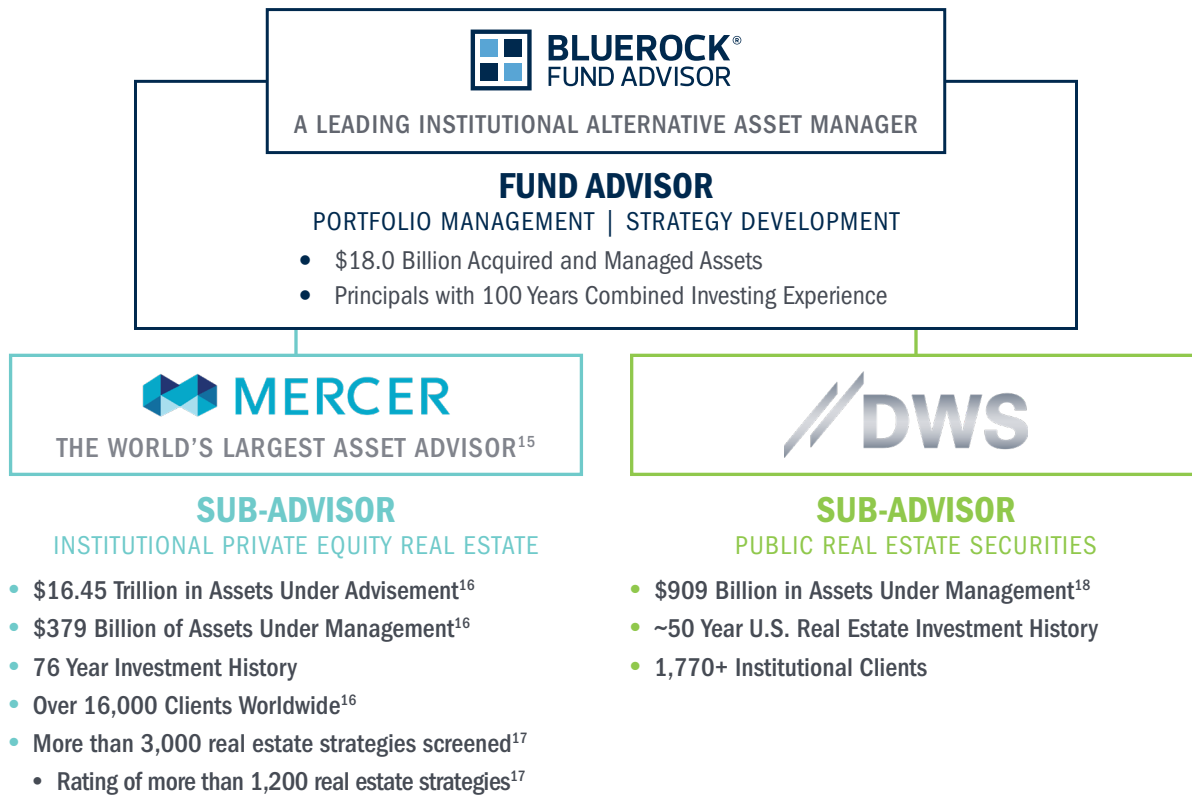 BLUEROCK®
FUND ADVISOR
A LEADING INSTITUTIONAL ALTERNATIVE ASSET MANAGER
FUND ADVISOR
PORTFOLIO MANAGEMENT | STRATEGY DEVELOPMENT
• $18.0 Billion Acquired and Managed Assets
• Principals with 100 Years Combined Investing Experience
MERCER
THE WORLD'S LARGEST ASSET ADVISOR15
SUB-ADVISOR
INSTITUTIONAL PRIVATE EQUITY REAL ESTATE
• $16.45 Trillion in Assets Under Advisement16
• $379 Billion of Assets Under Management16
• 76 Year Investment History
• Over 16,000 Clients Worldwide16
• More than 3,000 real estate strategies screened17
• Rating of more than 1,200 real estate strategies17
DWS
SUB-ADVISOR
PUBLIC REAL ESTATE SECURITIES
• $909 Billion in Assets Under Management18
• ~50 Year U.S. Real Estate Investment History
• 1,770+ Institutional Clients